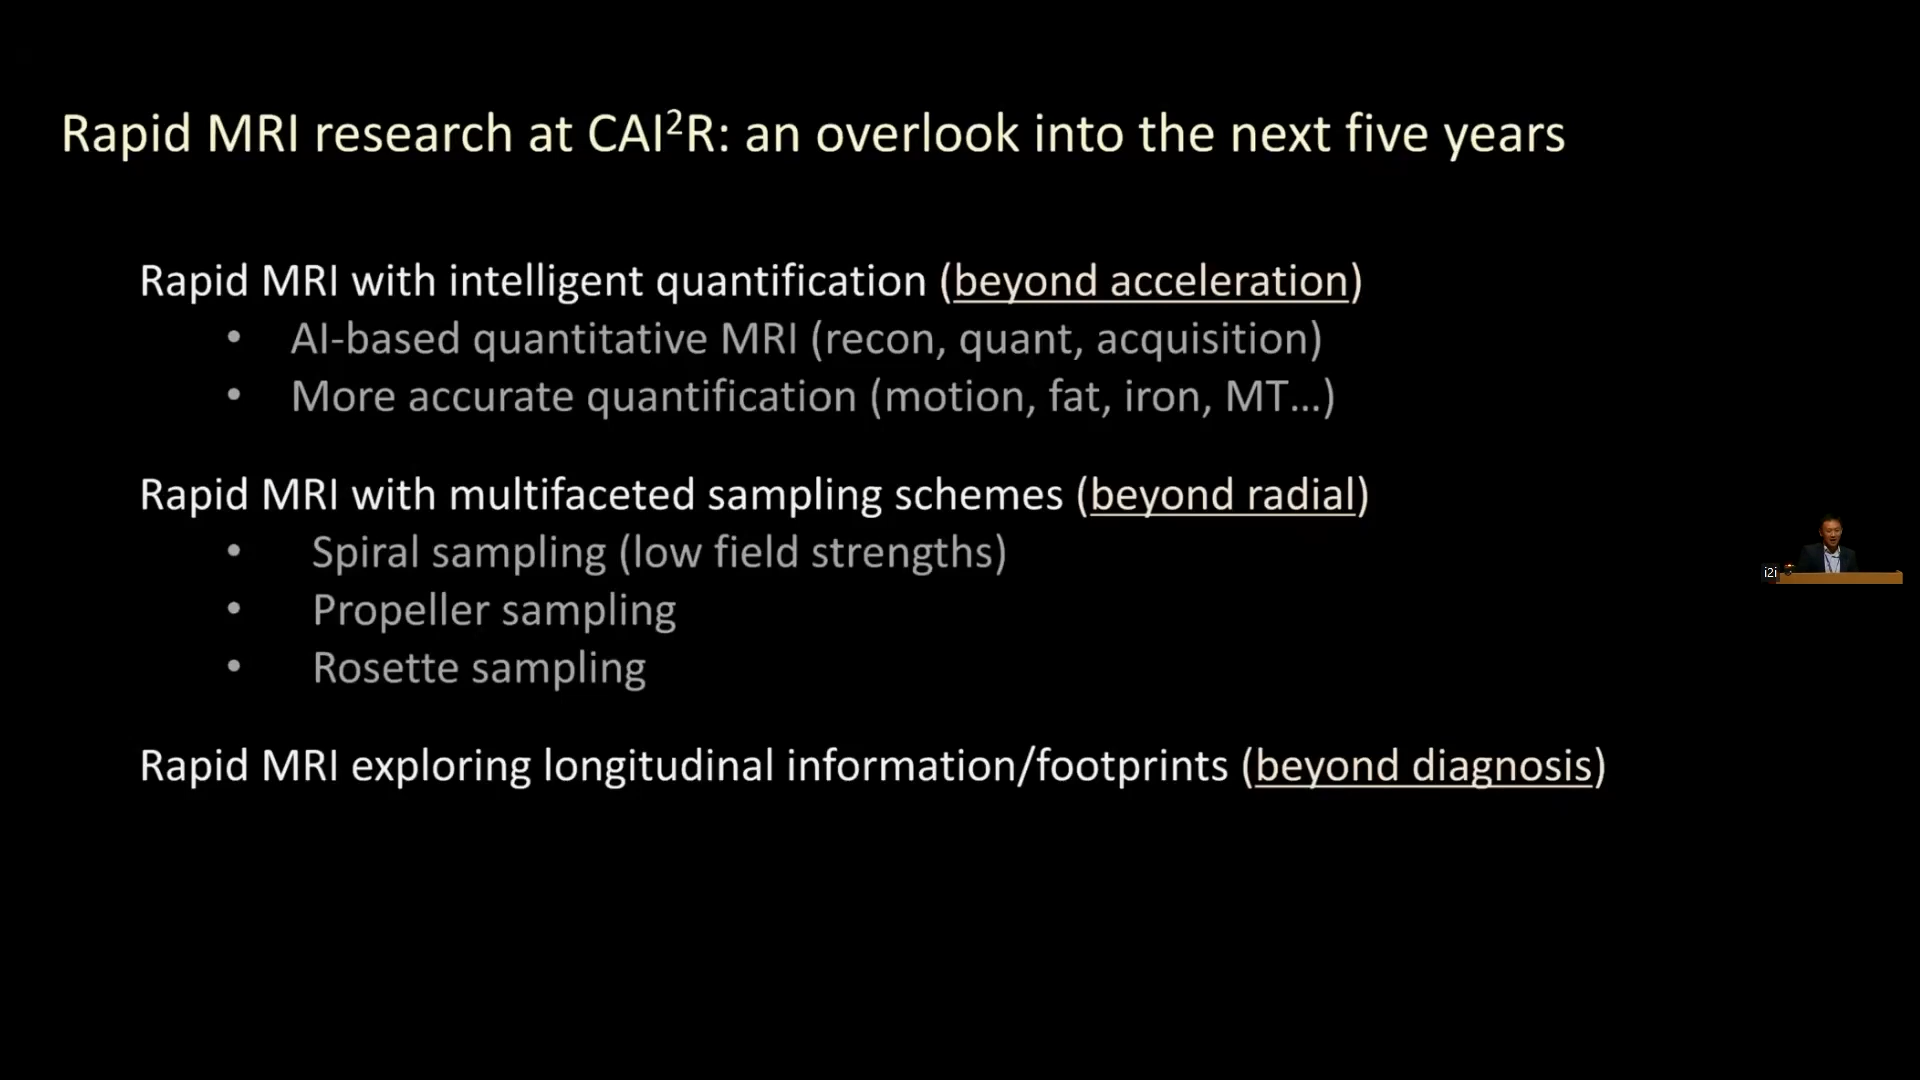 Rapid MRI research at CAI²R: an overlook into the next five years
Rapid MRI with intelligent quantification (beyond acceleration)
• AI-based quantitative MRI (recon, quant, acquisition)
• More accurate quantification (motion, fat, iron, MT...)
Rapid MRI with multifaceted sampling schemes (beyond radial)
• Spiral sampling (low field strengths)
• Propeller sampling
• Rosette sampling
i2i
Rapid MRI exploring longitudinal information/footprints (beyond diagnosis)